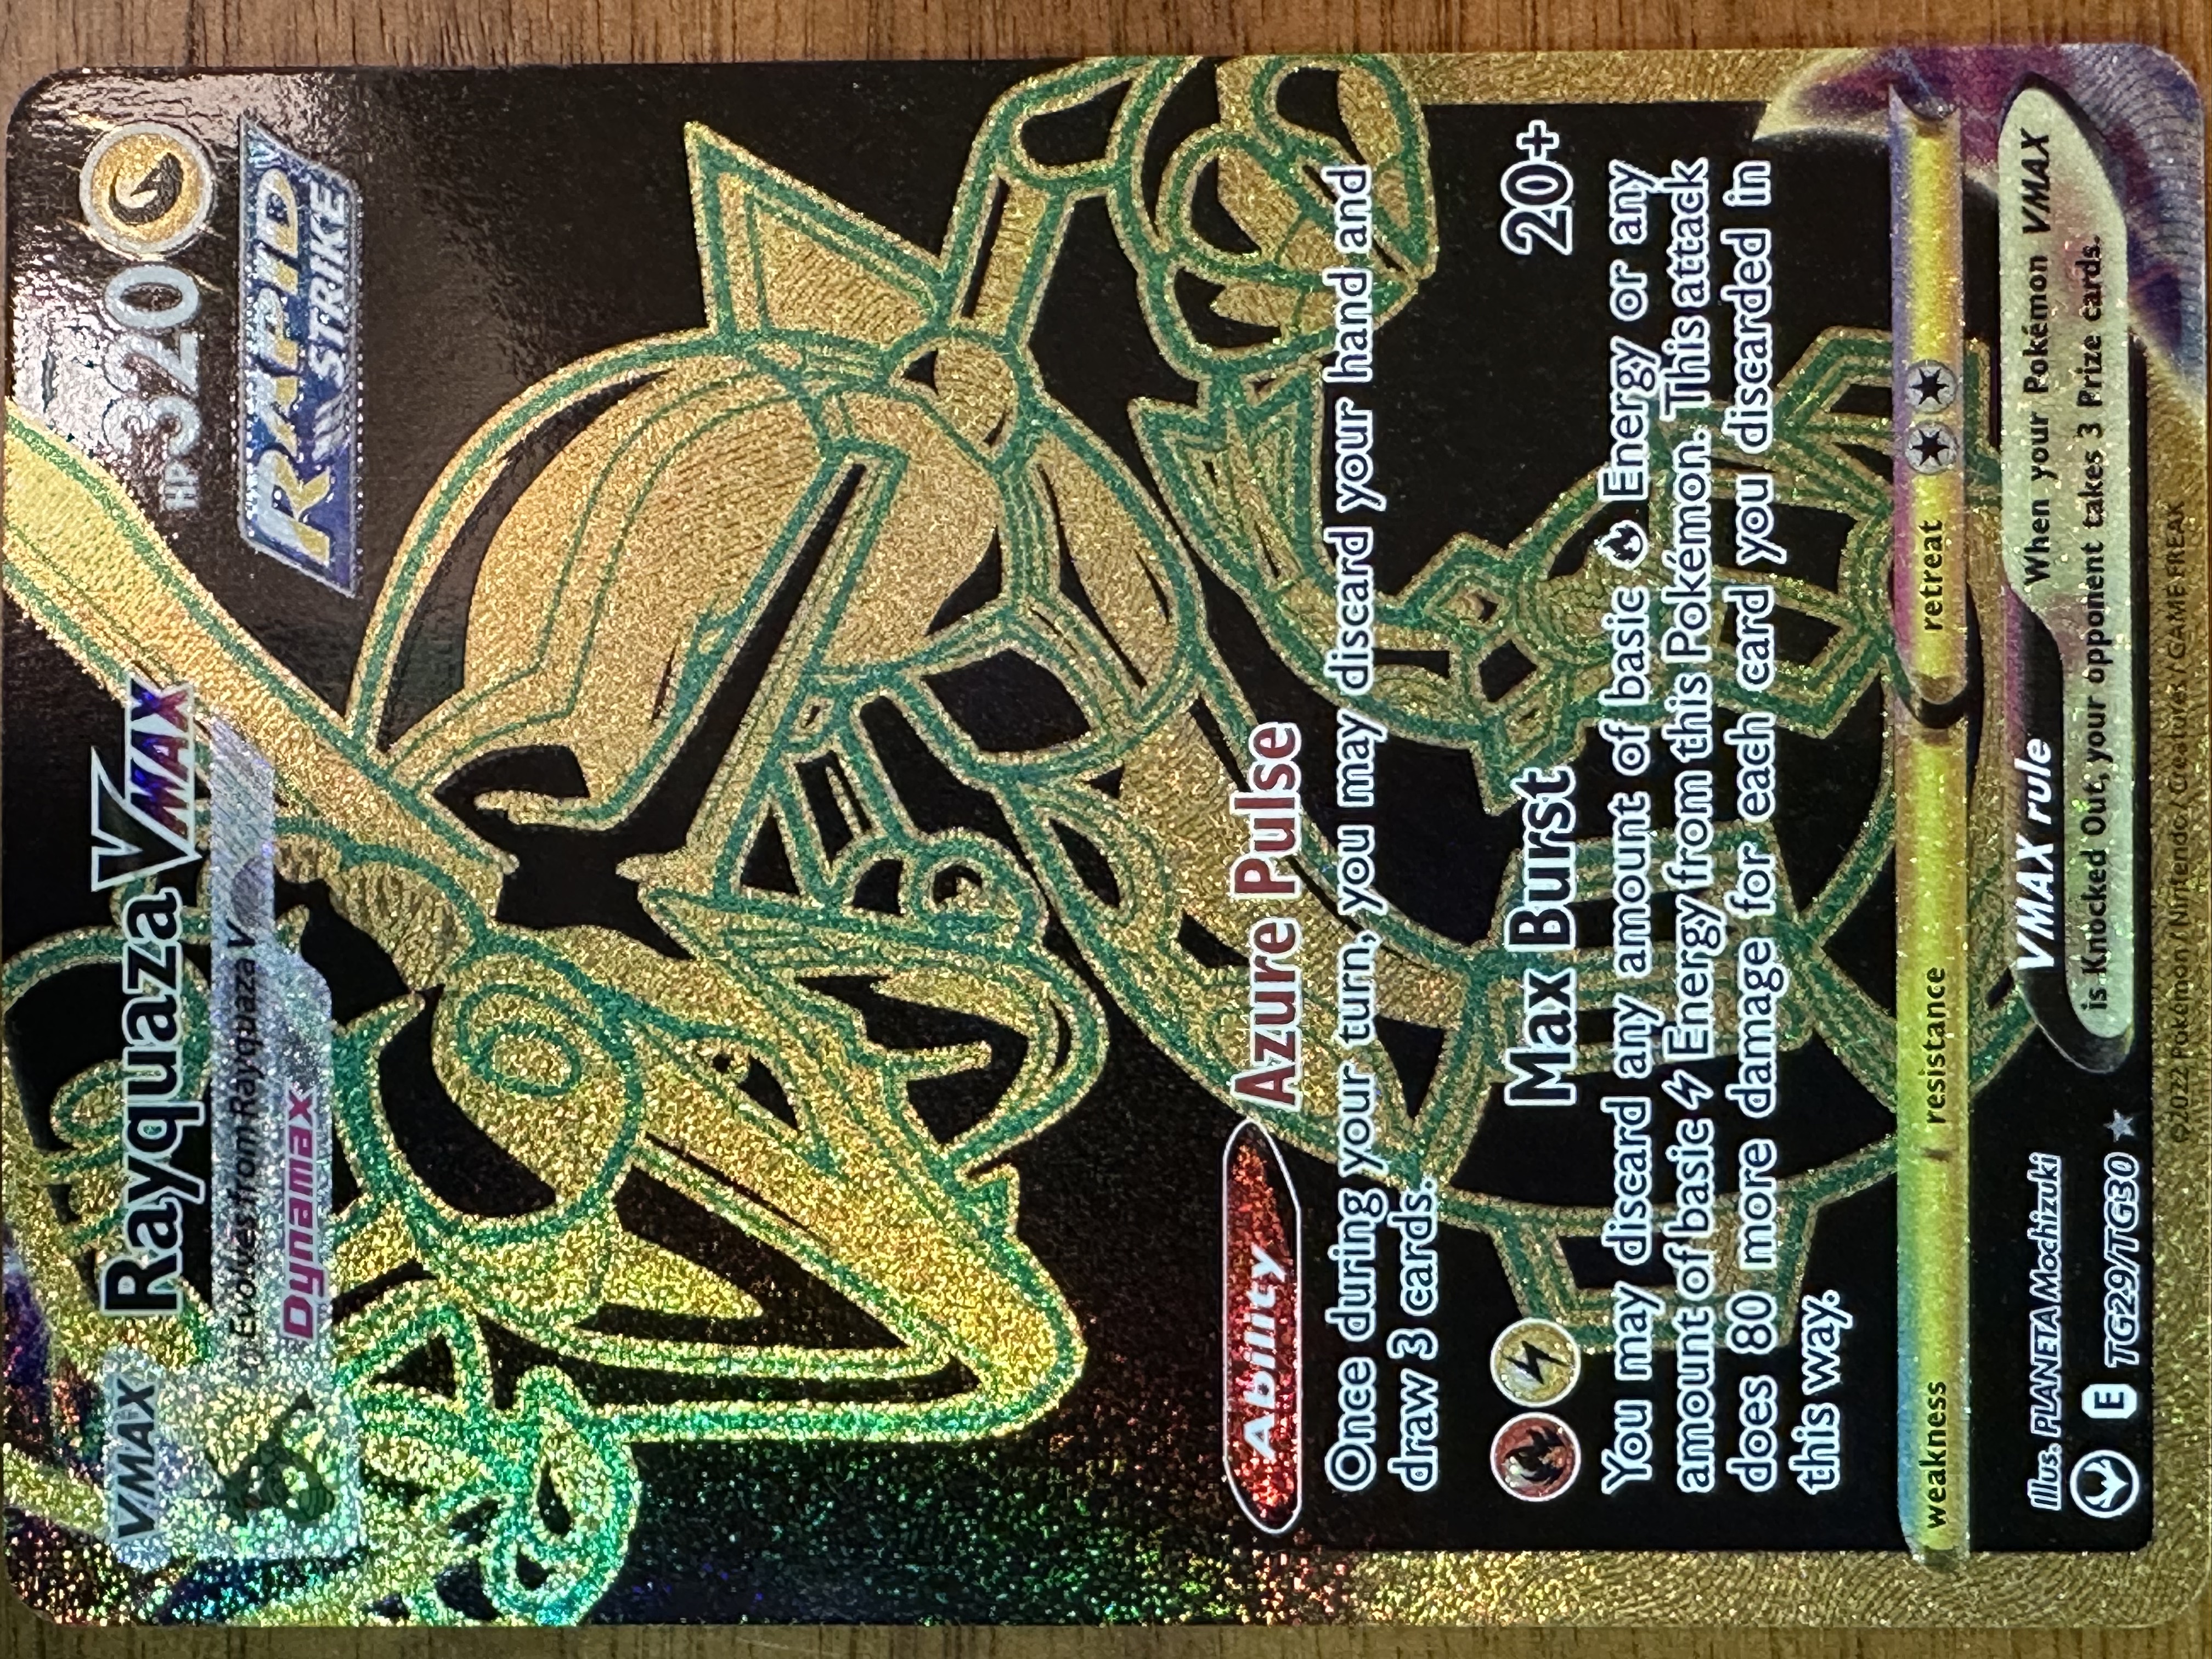 VMAX RayquazaVMAX HP320
Evolves from Rayquaza V
Dynamax
RAPID
STRIKE
Ability Azure Pulse
Once during your turn, you may discard your hand and
draw 3 cards.
Max Burst 20+
You may discard any amount of basic Energy or any
amount of basic Energy from this Pokémon. This attack
does 80 more damage for each card you discarded in
this way.
weakness resistance retreat
Illus. PLANETA Mochizuki
VMAX rule When your Pokémon VMAX
is Knocked Out, your opponent takes 3 Prize cards.
E TG29/TG30
©2022 Pokémon / Nintendo / Creatures / GAME FREAK